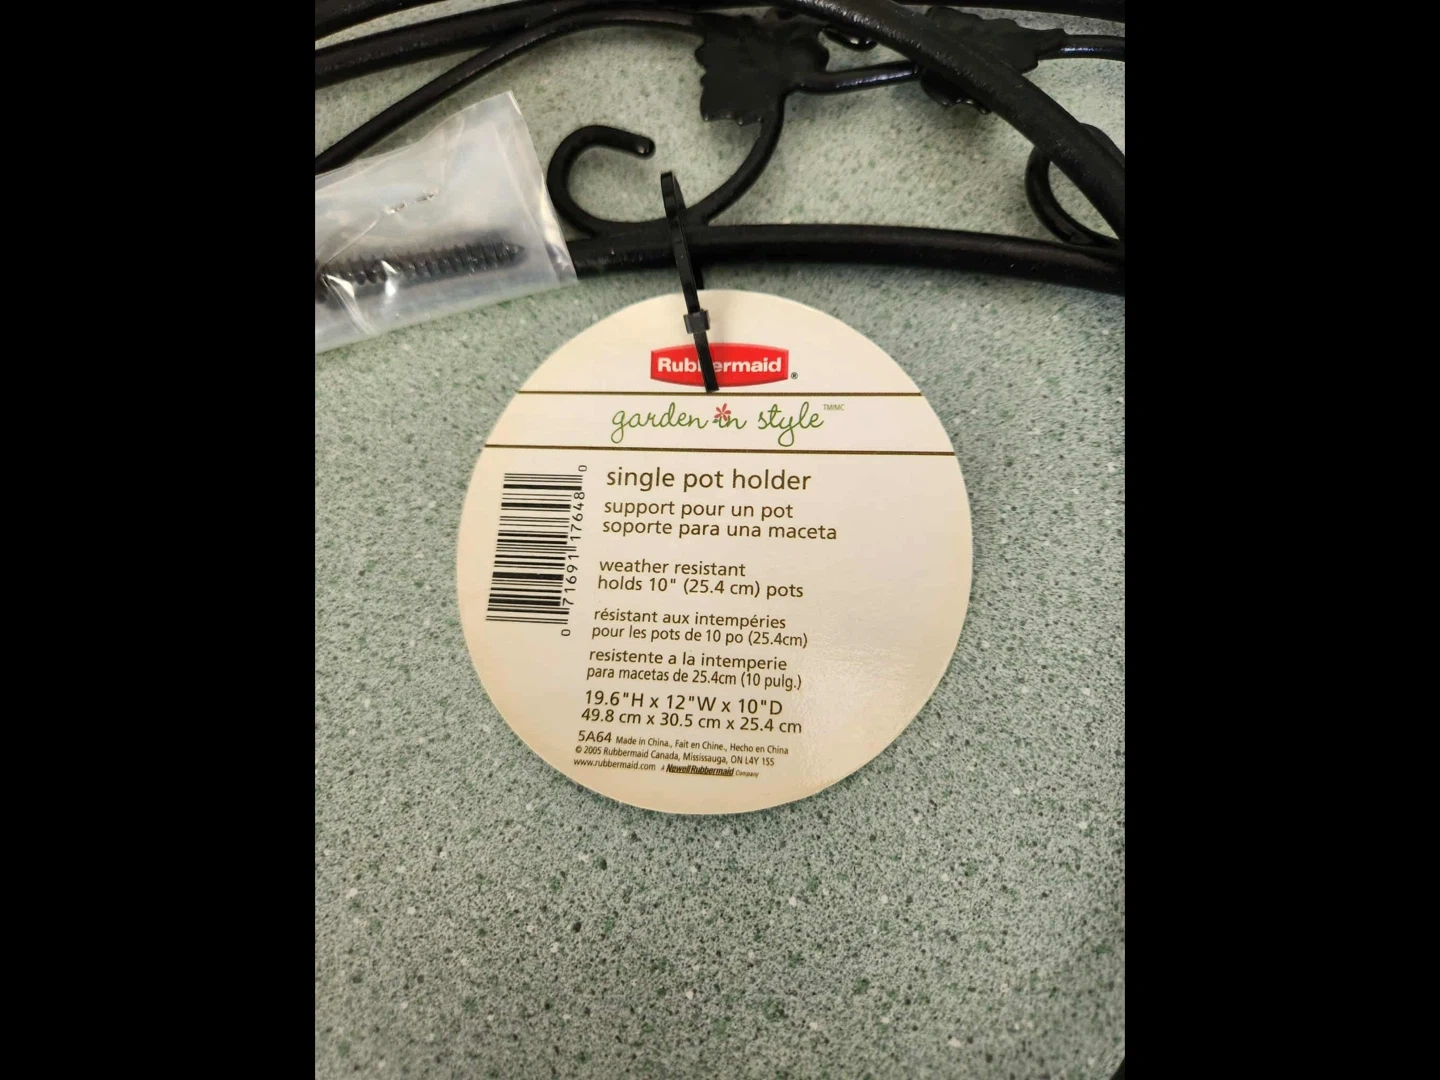 Rubbermaid®
garden in style TM/MC
single pot holder
support pour un pot
soporte para una maceta
weather resistant
holds 10" (25.4 cm) pots
résistant aux intempéries
pour les pots de 10 po (25.4cm)
resistente a la intemperie
para macetas de 25.4cm (10 pulg.)
19.6"H x 12"W x 10"D
49.8 cm x 30.5 cm x 25.4 cm
5A64 Made in China., Fait en Chine., Hecho en China
© 2005 Rubbermaid Canada, Mississauga, ON L4Y 1S5
www.rubbermaid.com A NewellRubbermaid Company
0 71691 17648 0